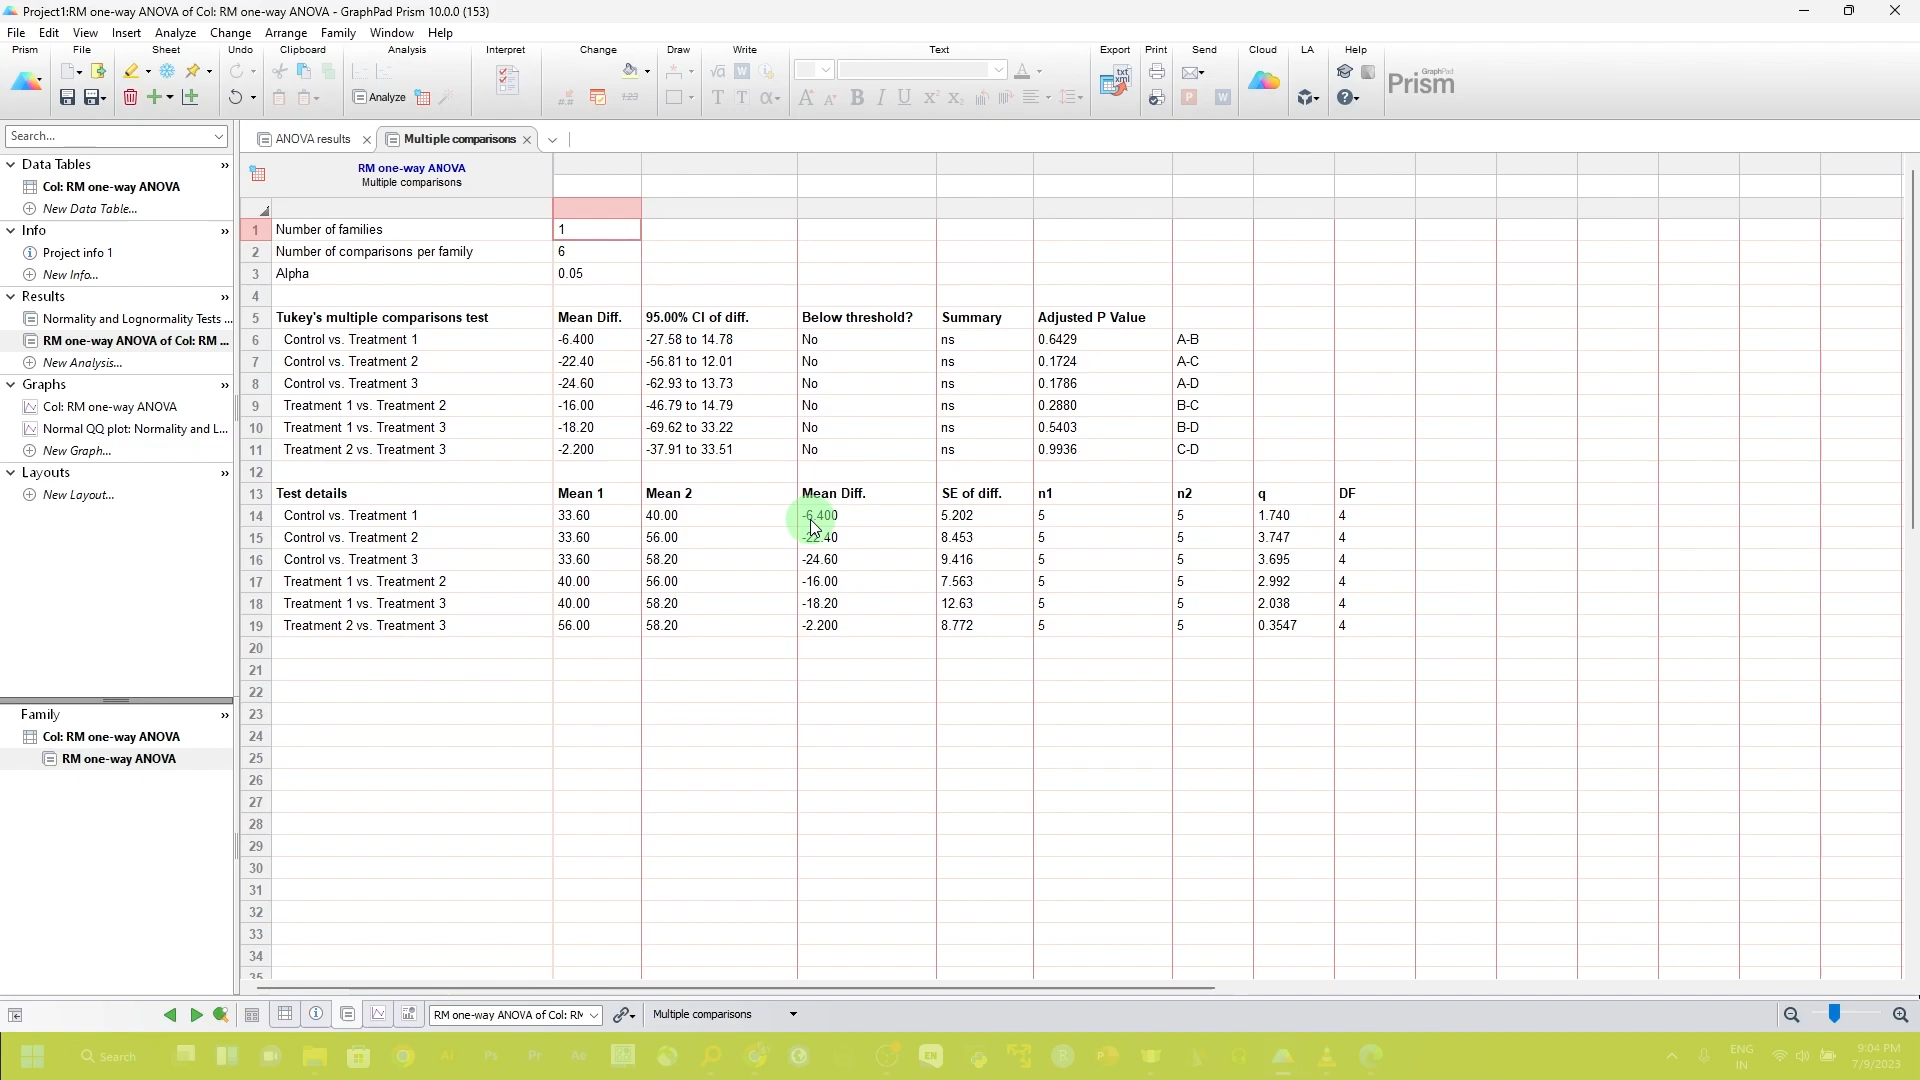 Project1:RM one-way ANOVA of Col: RM one-way ANOVA - GraphPad Prism 10.0.0 (153)
File Edit View Insert Analyze Change Arrange Family Window Help
Prism File Sheet Undo Clipboard Analysis Interpret Change Draw Write Text Export Print Send Cloud LA Help
Analyze
GraphPad Prism
Search...
ANOVA results
Multiple comparisons
Data Tables
Col: RM one-way ANOVA
New Data Table...
Info
Project info 1
New Info...
Results
Normality and Lognormality Tests ...
RM one-way ANOVA of Col: RM ...
New Analysis...
Graphs
Col: RM one-way ANOVA
Normal QQ plot: Normality and L...
New Graph...
Layouts
New Layout...
Family
Col: RM one-way ANOVA
RM one-way ANOVA
RM one-way ANOVA
Multiple comparisons
1 Number of families 1
2 Number of comparisons per family 6
3 Alpha 0.05
4
5 Tukey's multiple comparisons test Mean Diff. 95.00% CI of diff. Below threshold? Summary Adjusted P Value
6 Control vs. Treatment 1 -6.400 -27.58 to 14.78 No ns 0.6429 A-B
7 Control vs. Treatment 2 -22.40 -56.81 to 12.01 No ns 0.1724 A-C
8 Control vs. Treatment 3 -24.60 -62.93 to 13.73 No ns 0.1786 A-D
9 Treatment 1 vs. Treatment 2 -16.00 -46.79 to 14.79 No ns 0.2880 B-C
10 Treatment 1 vs. Treatment 3 -18.20 -69.62 to 33.22 No ns 0.5403 B-D
11 Treatment 2 vs. Treatment 3 -2.200 -37.91 to 33.51 No ns 0.9936 C-D
12
13 Test details Mean 1 Mean 2 Mean Diff. SE of diff. n1 n2 q DF
14 Control vs. Treatment 1 33.60 40.00 -6.400 5.202 5 5 1.740 4
15 Control vs. Treatment 2 33.60 56.00 -22.40 8.453 5 5 3.747 4
16 Control vs. Treatment 3 33.60 58.20 -24.60 9.416 5 5 3.695 4
17 Treatment 1 vs. Treatment 2 40.00 56.00 -16.00 7.563 5 5 2.992 4
18 Treatment 1 vs. Treatment 3 40.00 58.20 -18.20 12.63 5 5 2.038 4
19 Treatment 2 vs. Treatment 3 56.00 58.20 -2.200 8.772 5 5 0.3547 4
20
21
22
23
24
25
26
27
28
29
30
31
32
33
34
35
RM one-way ANOVA of Col: RM
Multiple comparisons
Search
ENG
IN
9:04 PM
7/9/2023